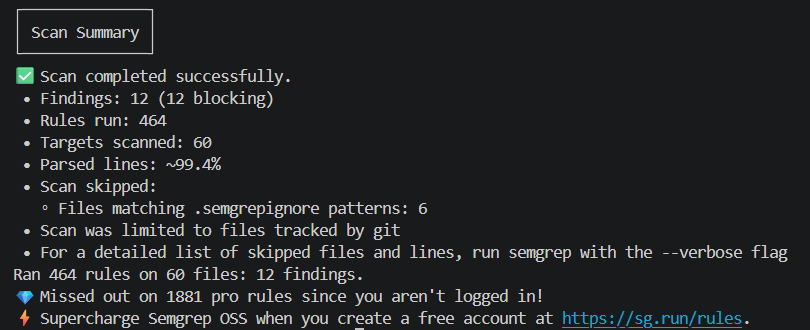 Scan Summary
✅ Scan completed successfully.
• Findings: 12 (12 blocking)
• Rules run: 464
• Targets scanned: 60
• Parsed lines: ~99.4%
• Scan skipped:
◦ Files matching .semgrepignore patterns: 6
• Scan was limited to files tracked by git
• For a detailed list of skipped files and lines, run semgrep with the --verbose flag
Ran 464 rules on 60 files: 12 findings.
💎 Missed out on 1881 pro rules since you aren't logged in!
⚡ Supercharge Semgrep OSS when you create a free account at https://sg.run/rules.